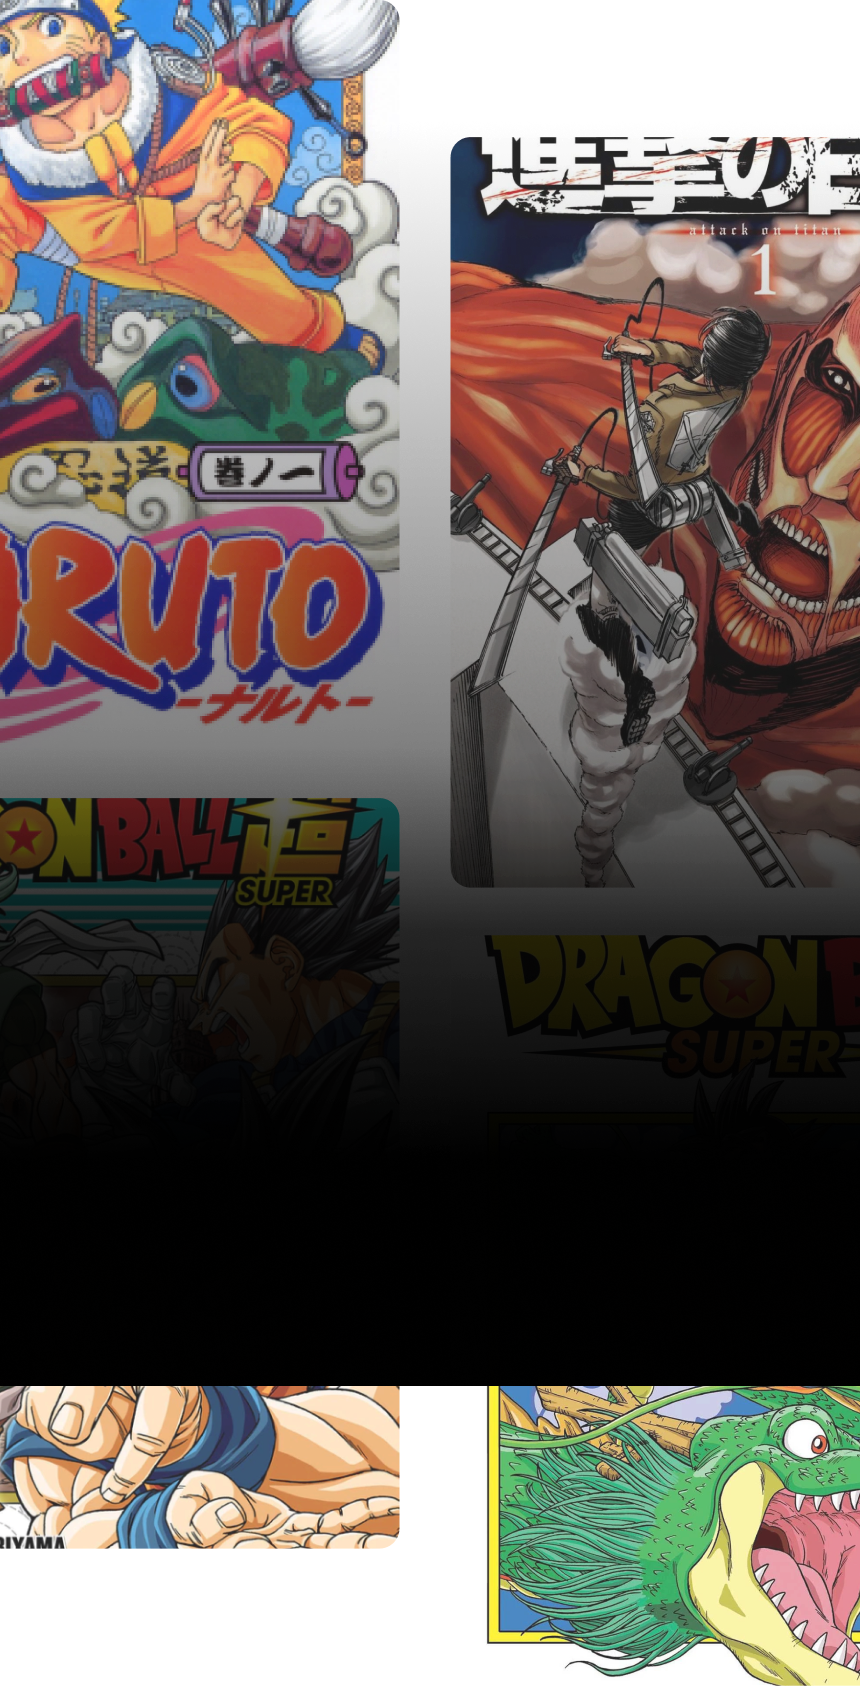 巻ノ一
ARUTO
-ナルト-
進撃の巨
attack on titan
1
ON BALL超
SUPER
DRAGON B
SUPER
RIYAMA